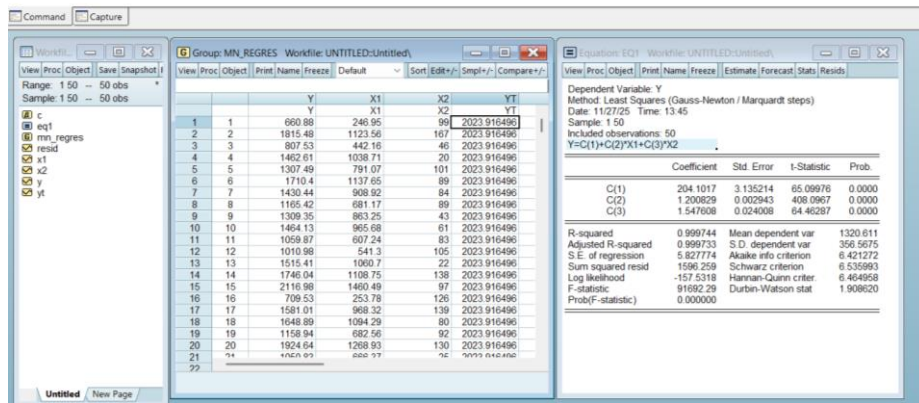 Command Capture
Workfil...
View Proc Object Save Snapshot
Range: 1 50 -- 50 obs *
Sample: 1 50 -- 50 obs
c
eq1
mn_regres
resid
x1
x2
y
yt
Untitled New Page
Group: MN_REGRES Workfile: UNTITLED::Untitled\
View Proc Object Print Name Freeze Default Sort Edit+/- Smpl+/- Compare+/-
Y X1 X2 YT
Y X1 X2 YT
1 1 660.88 246.95 99 2023.916496
2 2 1815.48 1123.56 167 2023.916496
3 3 807.53 442.16 46 2023.916496
4 4 1462.61 1038.71 20 2023.916496
5 5 1307.49 791.07 101 2023.916496
6 6 1710.4 1137.65 89 2023.916496
7 7 1430.44 908.92 84 2023.916496
8 8 1165.42 681.17 89 2023.916496
9 9 1309.35 863.25 43 2023.916496
10 10 1464.13 965.68 61 2023.916496
11 11 1059.87 607.24 83 2023.916496
12 12 1010.98 541.3 105 2023.916496
13 13 1515.41 1060.7 22 2023.916496
14 14 1746.04 1108.75 138 2023.916496
15 15 2116.98 1460.49 97 2023.916496
16 16 709.53 253.78 126 2023.916496
17 17 1581.01 968.32 139 2023.916496
18 18 1648.89 1094.29 80 2023.916496
19 19 1158.94 682.56 92 2023.916496
20 20 1924.64 1268.93 130 2023.916496
21
22
Equation: EQ1 Workfile: UNTITLED::Untitled\
View Proc Object Print Name Freeze Estimate Forecast Stats Resids
Dependent Variable: Y
Method: Least Squares (Gauss-Newton / Marquardt steps)
Date: 11/27/25 Time: 13:45
Sample: 1 50
Included observations: 50
Y=C(1)+C(2)*X1+C(3)*X2
Coefficient Std. Error t-Statistic Prob.
C(1) 204.1017 3.135214 65.09976 0.0000
C(2) 1.200829 0.002943 408.0967 0.0000
C(3) 1.547608 0.024008 64.46287 0.0000
R-squared 0.999744 Mean dependent var 1320.611
Adjusted R-squared 0.999733 S.D. dependent var 356.5675
S.E. of regression 5.827774 Akaike info criterion 6.421272
Sum squared resid 1596.259 Schwarz criterion 6.535993
Log likelihood -157.5318 Hannan-Quinn criter. 6.464958
F-statistic 91692.29 Durbin-Watson stat 1.908620
Prob(F-statistic) 0.000000